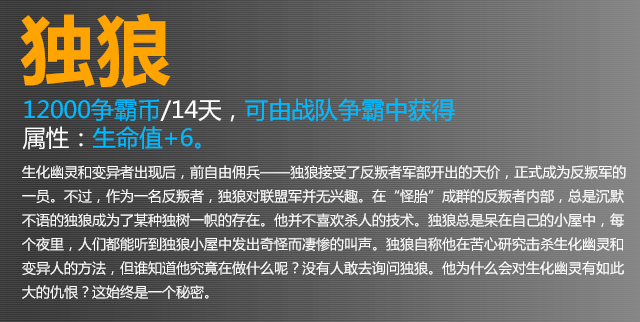 独狼
12000争霸币/14天，可由战队争霸中获得
属性：生命值+6。
生化幽灵和变异者出现后，前自由佣兵——独狼接受了反叛者军部开出的天价，正式成为反叛军的
一员。不过，作为一名反叛者，独狼对联盟军并无兴趣。在“怪胎”成群的反叛者内部，总是沉默
不语的独狼成为了某种独树一帜的存在。他并不喜欢杀人的技术。独狼总是呆在自己的小屋中，每
个夜里，人们都能听到独狼小屋中发出奇怪而凄惨的叫声。独狼自称他在苦心研究击杀生化幽灵和
变异人的方法，但谁知道他究竟在做什么呢？没有人敢去询问独狼。他为什么会对生化幽灵有如此
大的仇恨？这始终是一个秘密。